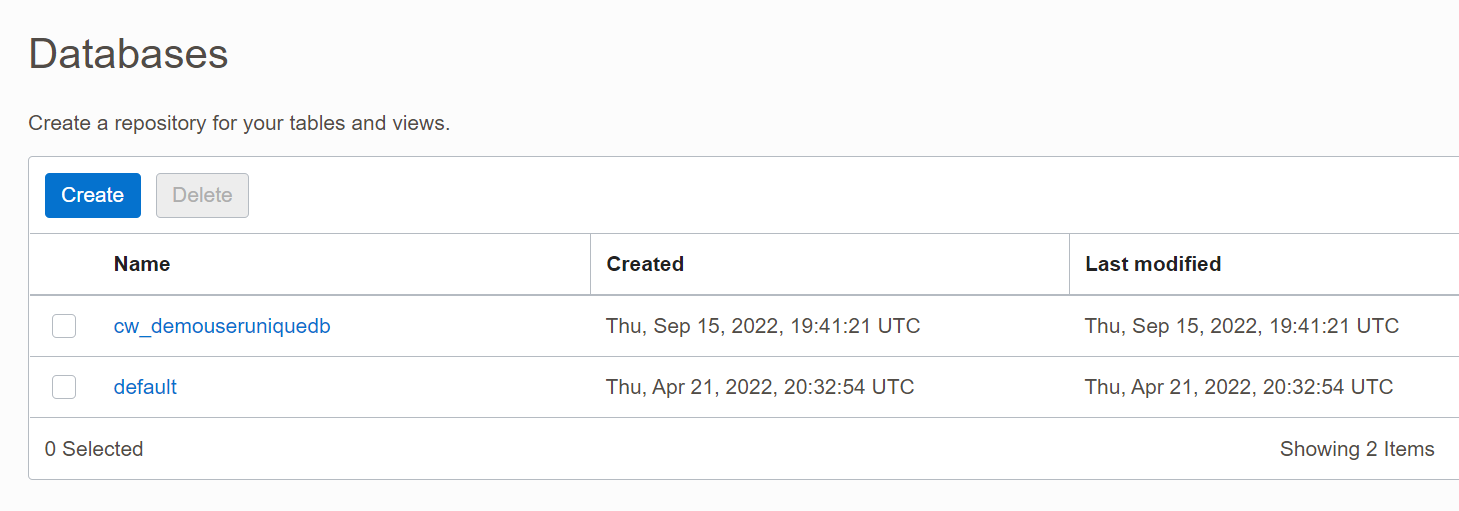 Databases
Create a repository for your tables and views.
Create Delete
Name Created Last modified
cw_demouseruniquedb Thu, Sep 15, 2022, 19:41:21 UTC Thu, Sep 15, 2022, 19:41:21 UTC
default Thu, Apr 21, 2022, 20:32:54 UTC Thu, Apr 21, 2022, 20:32:54 UTC
0 Selected Showing 2 Items